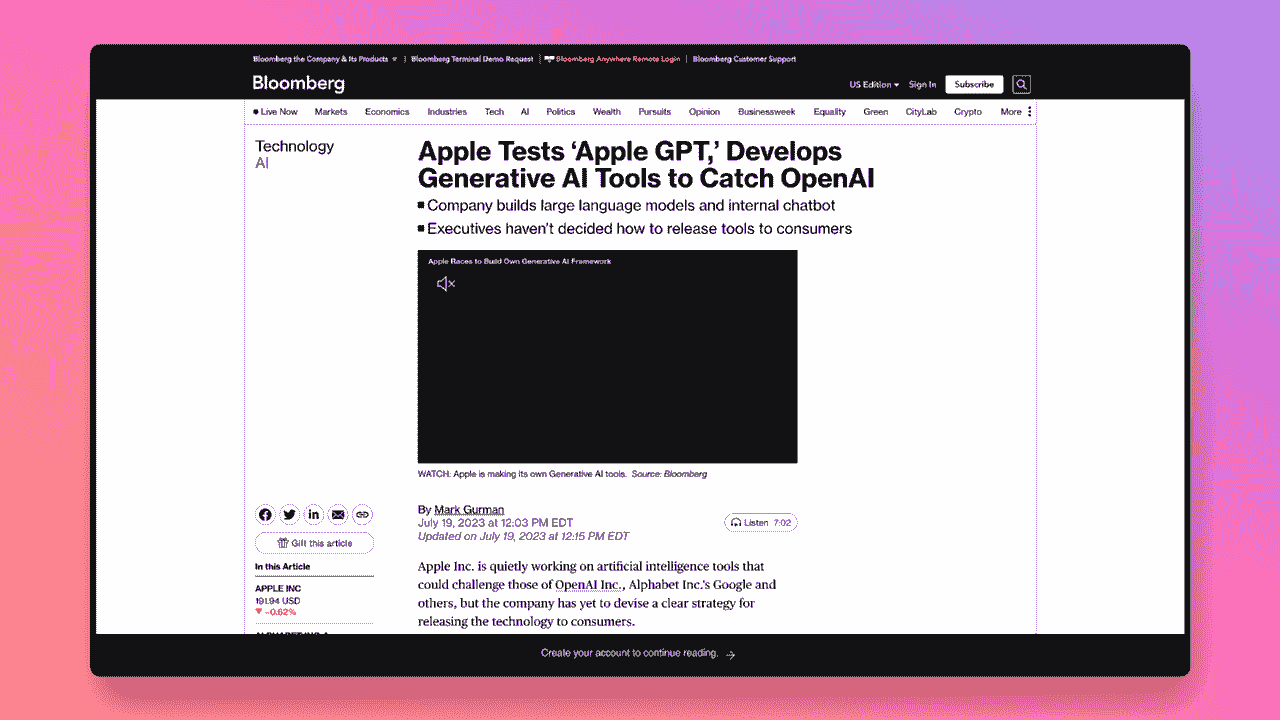 Bloomberg the Company & Its Products
Bloomberg Terminal Demo Request
Bloomberg Anywhere Remote Login
Bloomberg Customer Support
Bloomberg
US Edition
Sign In
Subscribe
Live Now
Markets
Economics
Industries
Tech
AI
Politics
Wealth
Pursuits
Opinion
Businessweek
Equality
Green
CityLab
Crypto
More
Technology
AI
Apple Tests ‘Apple GPT,’ Develops
Generative AI Tools to Catch OpenAI
Company builds large language models and internal chatbot
Executives haven’t decided how to release tools to consumers
Apple Races to Build Own Generative AI Framework
WATCH: Apple is making its own Generative AI tools. Source: Bloomberg
By Mark Gurman
July 19, 2023 at 12:03 PM EDT
Updated on July 19, 2023 at 12:15 PM EDT
Listen 7:02
Gift this article
In this Article
APPLE INC
191.94 USD
-0.62%
Apple Inc. is quietly working on artificial intelligence tools that
could challenge those of OpenAI Inc., Alphabet Inc.’s Google and
others, but the company has yet to devise a clear strategy for
releasing the technology to consumers.
Create your account to continue reading.